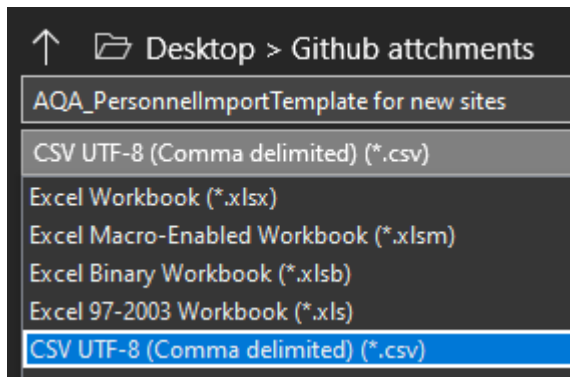 Desktop > Github attchments
AQA_PersonnelImportTemplate for new sites
CSV UTF-8 (Comma delimited) (*.csv)
Excel Workbook (*.xlsx)
Excel Macro-Enabled Workbook (*.xlsm)
Excel Binary Workbook (*.xlsb)
Excel 97-2003 Workbook (*.xls)
CSV UTF-8 (Comma delimited) (*.csv)